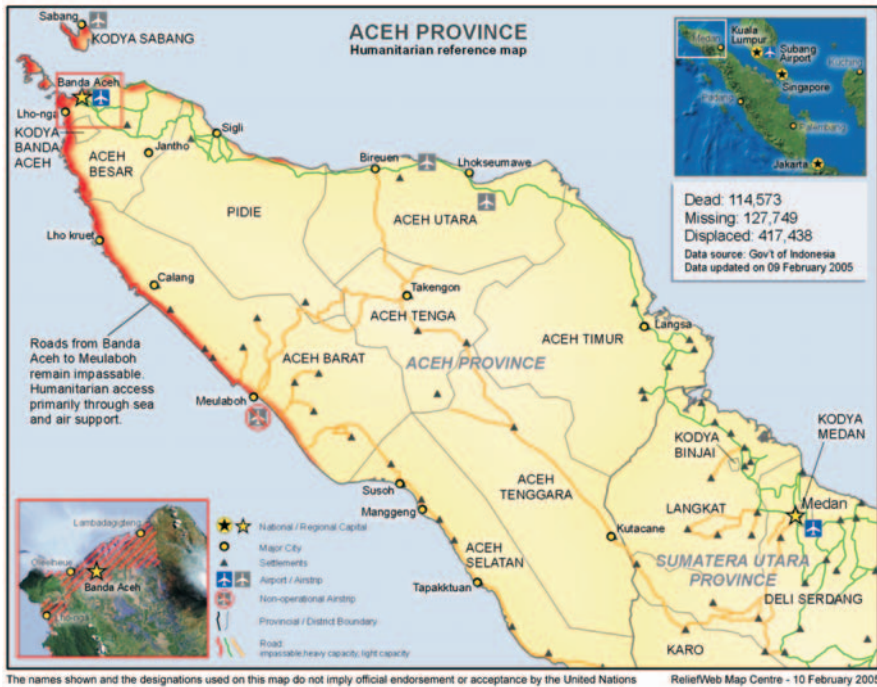 ACEH PROVINCE
Humanitarian reference map
Sabang
KODYA SABANG
Banda Aceh
Lho-nga
KODYA
BANDA
ACEH
ACEH
BESAR
Jantho
Sigli
PIDIE
Bireuen
Lhokseumawe
ACEH UTARA
Lho kruet
Calang
Takengon
ACEH TENGA
ACEH BARAT
ACEH PROVINCE
ACEH TIMUR
Langsa
Roads from Banda
Aceh to Meulaboh
remain impassable.
Humanitarian access
primarily through sea
and air support.
Meulaboh
Susoh
Manggeng
ACEH
TENGGARA
Kutacane
ACEH
SELATAN
Tapakktuan
KODYA
MEDAN
KODYA
BINJAI
LANGKAT
Medan
SUMATERA UTARA
PROVINCE
DELI SERDANG
KARO
Medan
Kuala
Lumpur
Subang
Airport
Kuching
Singapore
Padang
Palembang
Jakarta
Dead: 114,573
Missing: 127,749
Displaced: 417,438
Data source: Gov't of Indonesia
Data updated on 09 February 2005
Banda Aceh
Lho-nga
National / Regional Capital
Major City
Settlements
Airport / Airstrip
Non-operational Airstrip
Provincial / District Boundary
Road:
impassable, heavy capacity, light capacity
The names shown and the designations used on this map do not imply official endorsement or acceptance by the United Nations
ReliefWeb Map Centre - 10 February 2005